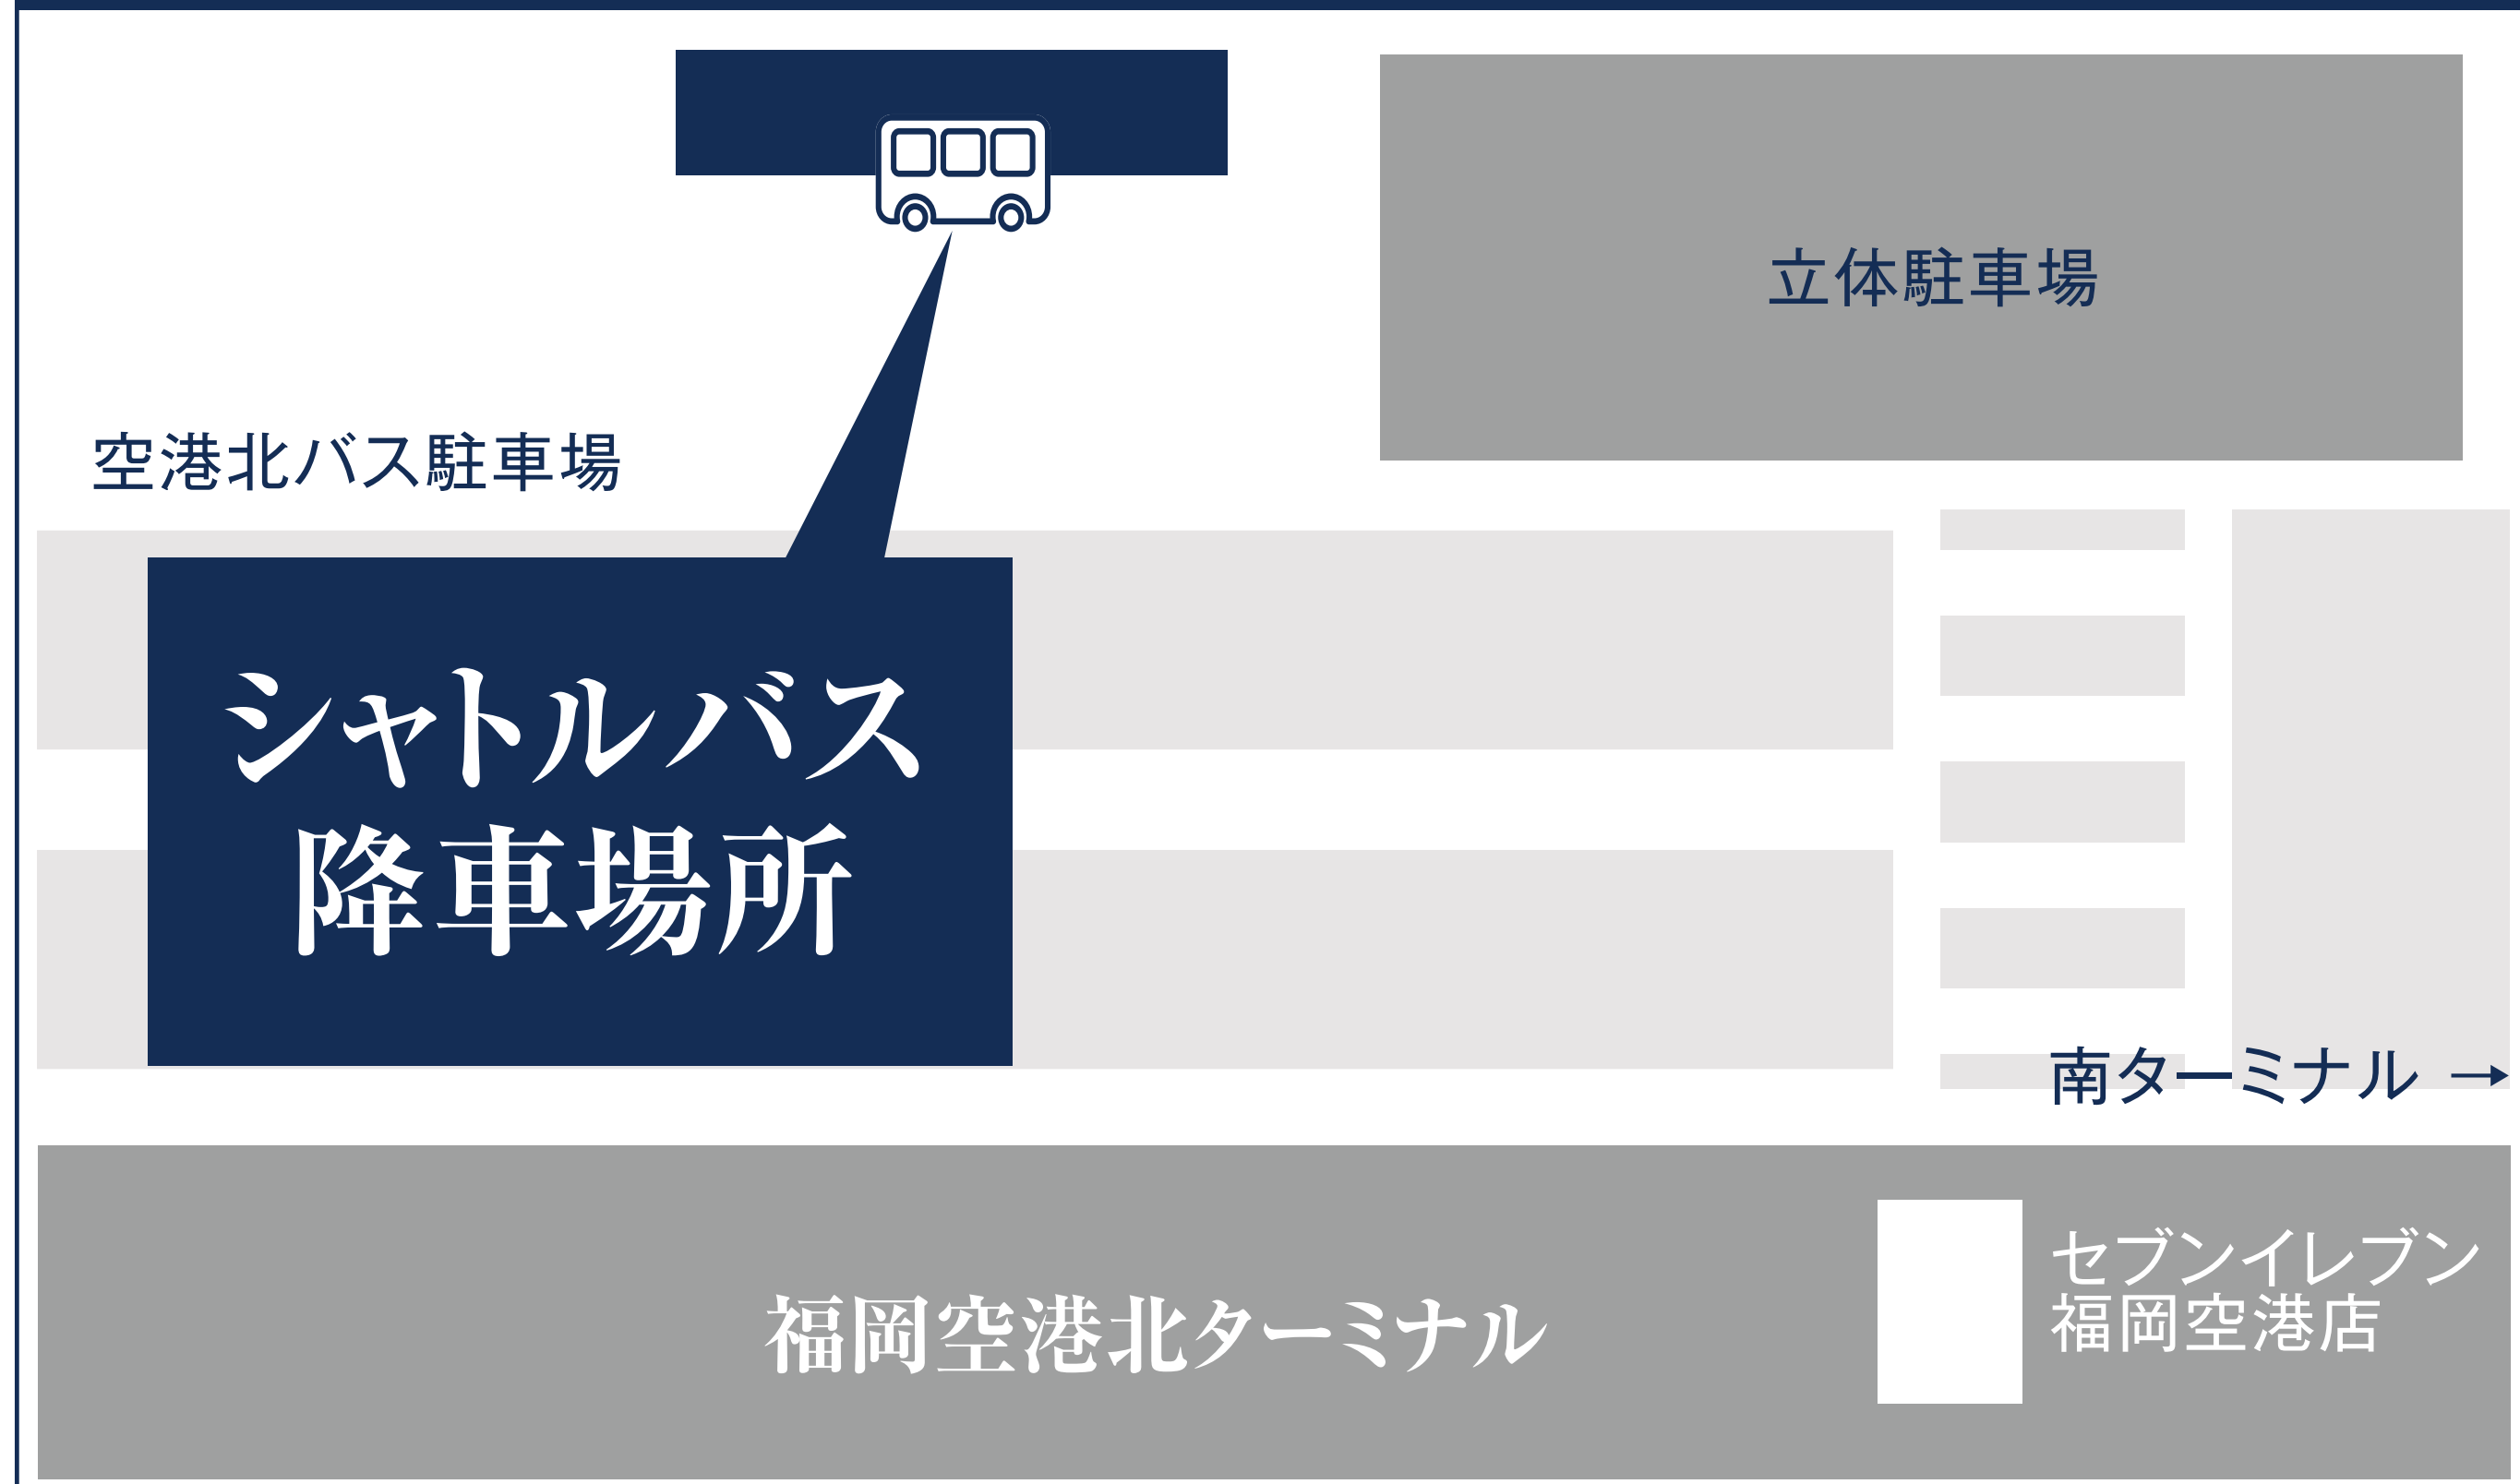 立体駐車場
空港北バス駐車場
シャトルバス
降車場所
南ターミナル →
セブンイレブン
福岡空港店
福岡空港北ターミナル